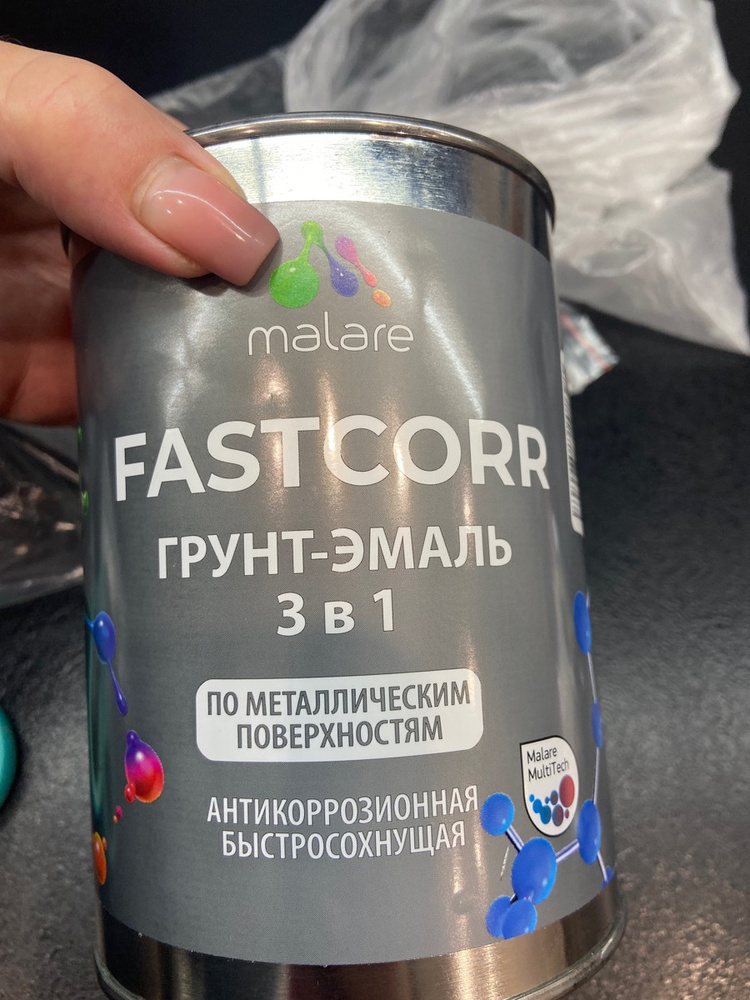 malare
FASTCORR
ГРУНТ-ЭМАЛЬ
3 в 1
ПО МЕТАЛЛИЧЕСКИМ
ПОВЕРХНОСТЯМ
Malare
MultiTech
АНТИКОРРОЗИОННАЯ
БЫСТРОСОХНУЩАЯ